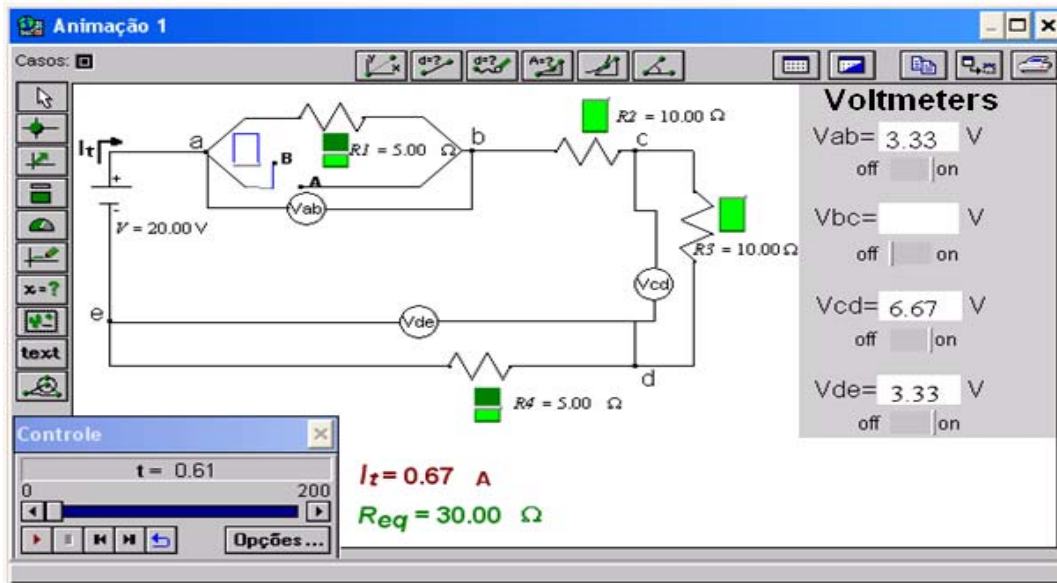 Animação 1
Casos:
y x
d=?
d=?
A=?
x=?
text
Voltmeters
Vab= 3.33 V
off on
Vbc= V
off on
Vcd= 6.67 V
off on
Vde= 3.33 V
off on
It
a
b
c
d
e
B
A
R1 = 5.00 Ω
R2 = 10.00 Ω
R3 = 10.00 Ω
R4 = 5.00 Ω
Vab
Vcd
Vde
+
-
V = 20.00 V
Controle
t = 0.61
0 200
Opções...
It = 0.67 A
Req = 30.00 Ω